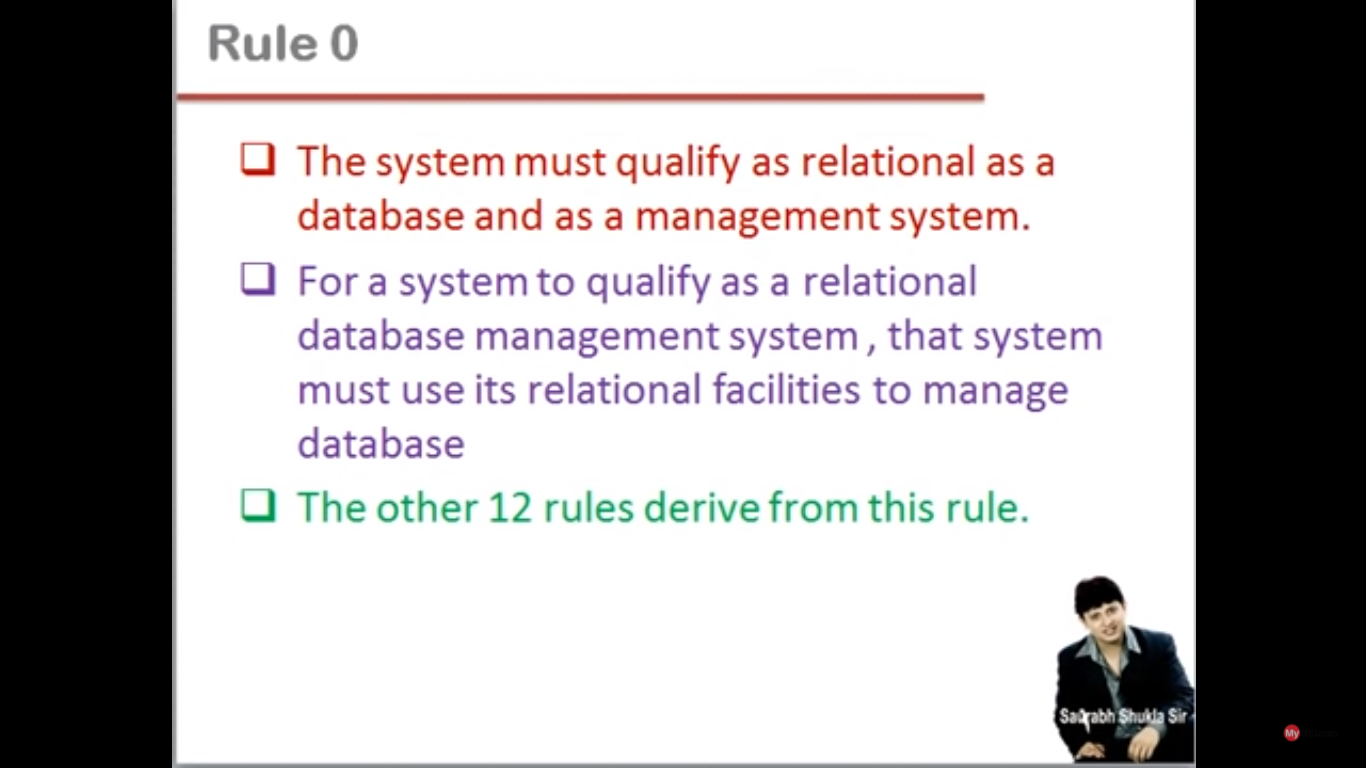 Rule 0
The system must qualify as relational as a
database and as a management system.
For a system to qualify as a relational
database management system , that system
must use its relational facilities to manage
database
The other 12 rules derive from this rule.
Saurabh Shukla Sir
My